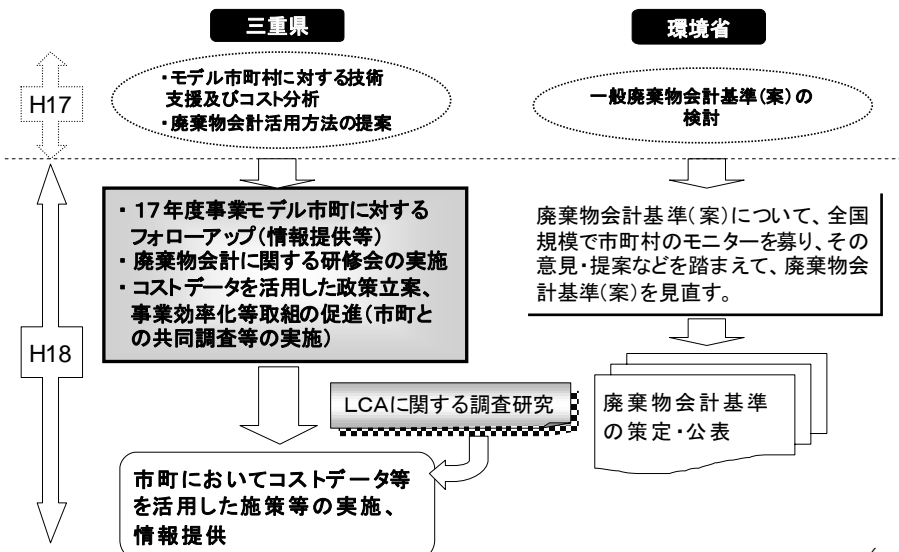 三重県
環境省
H17
・モデル市町村に対する技術
支援及びコスト分析
・廃棄物会計活用方法の提案
一般廃棄物会計基準(案)の
検討
H18
・17年度事業モデル市町に対する
フォローアップ(情報提供等)
・廃棄物会計に関する研修会の実施
・コストデータを活用した政策立案、
事業効率化等取組の促進(市町と
の共同調査等の実施)
廃棄物会計基準(案)について、全国
規模で市町村のモニターを募り、その
意見・提案などを踏まえて、廃棄物会
計基準(案)を見直す。
LCAに関する調査研究
廃棄物会計基準
の策定・公表
市町においてコストデータ等
を活用した施策等の実施、
情報提供